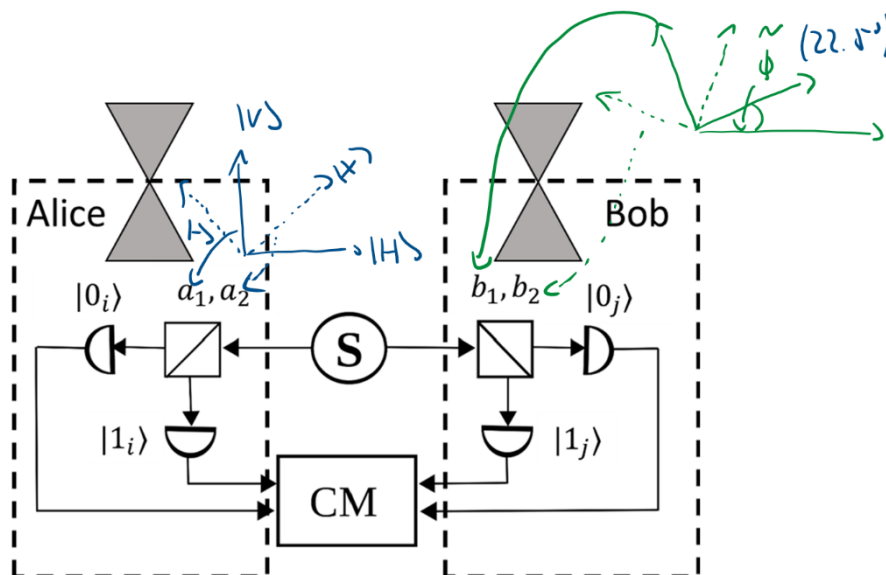 (22.5°)
ϕ
|V⟩
|+⟩
Alice
Bob
|-⟩
|H⟩
a₁, a₂
b₁, b₂
|0ᵢ⟩
|0ⱼ⟩
S
|1ᵢ⟩
|1ⱼ⟩
CM